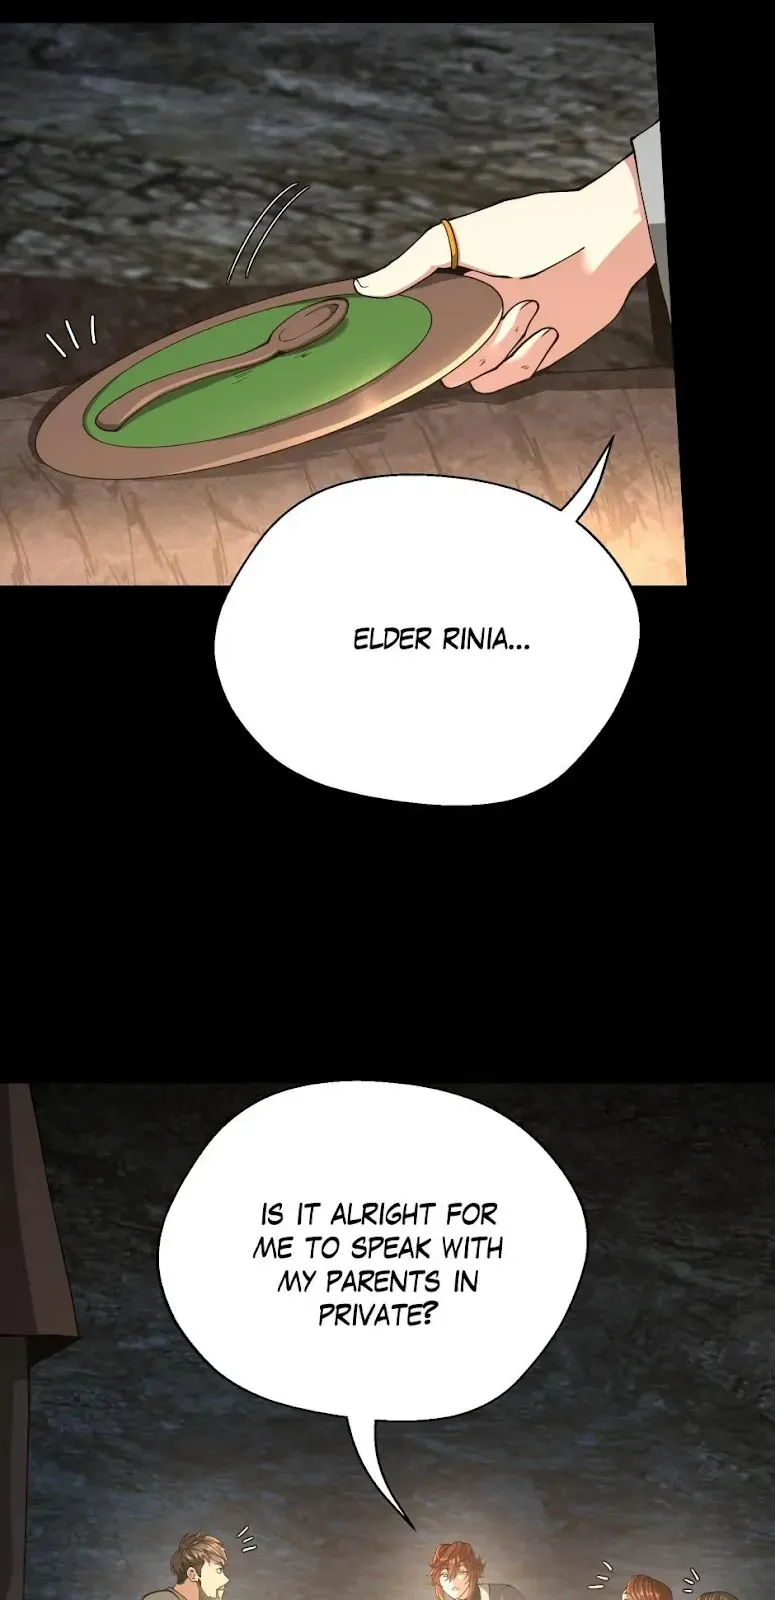 ELDER RINIA...
IS IT ALRIGHT FOR
ME TO SPEAK WITH
MY PARENTS IN
PRIVATE?